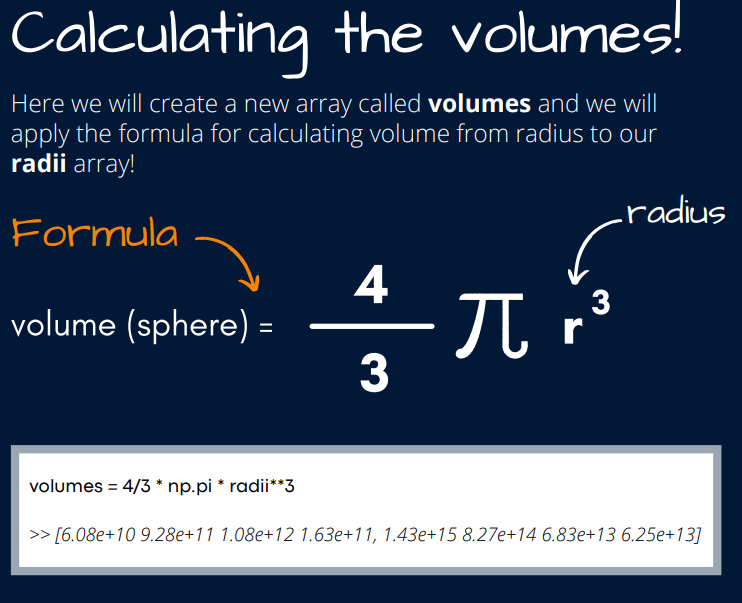 Calculating the volumes!
Here we will create a new array called volumes and we will
apply the formula for calculating volume from radius to our
radii array!
radius
Formula
volume (sphere) = 4/3 π r³
volumes = 4/3 * np.pi * radii**3
>> [6.08e+10 9.28e+11 1.08e+12 1.63e+11, 1.43e+15 8.27e+14 6.83e+13 6.25e+13]